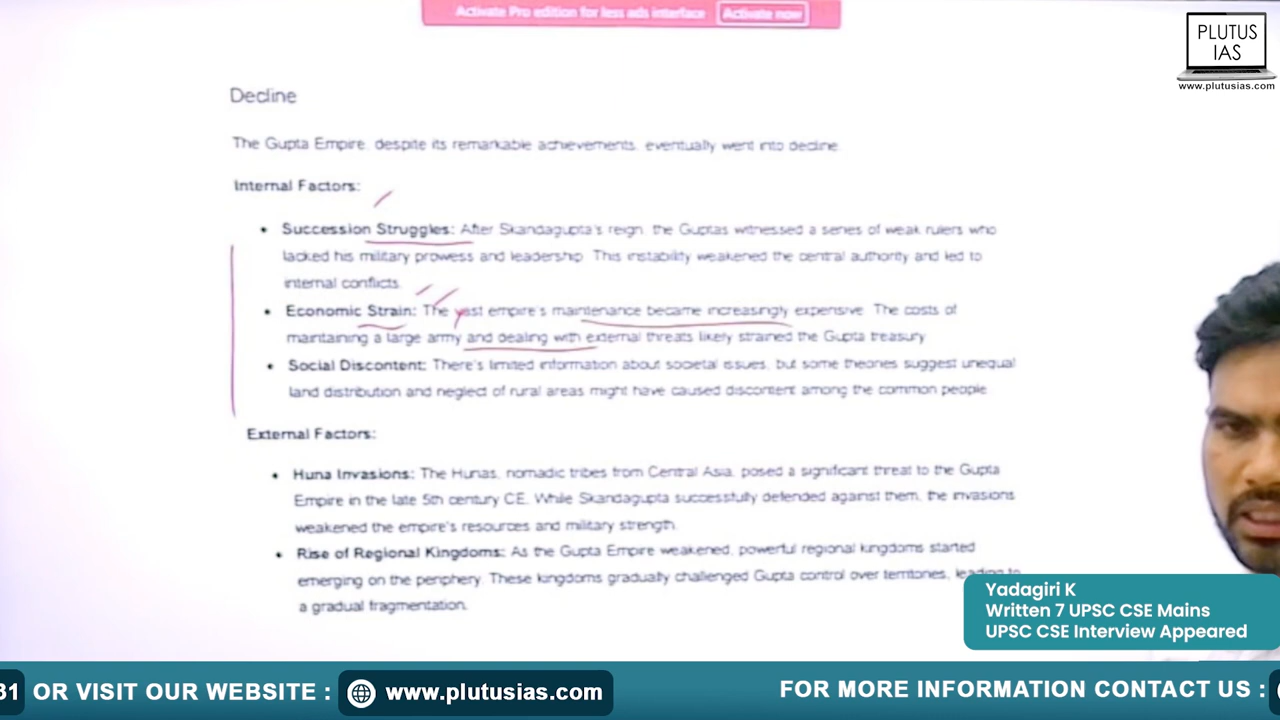 Activate Pro edition for less ads interface Activate now
PLUTUS
IAS
www.plutusias.com
Decline
The Gupta Empire, despite its remarkable achievements, eventually went into decline.
Internal Factors:
• Succession Struggles: After Skandagupta's reign, the Guptas witnessed a series of weak rulers who
lacked his military prowess and leadership. This instability weakened the central authority and led to
internal conflicts.
• Economic Strain: The vast empire's maintenance became increasingly expensive. The costs of
maintaining a large army and dealing with external threats likely strained the Gupta treasury.
• Social Discontent: There's limited information about societal issues, but some theories suggest unequal
land distribution and neglect of rural areas might have caused discontent among the common people.
External Factors:
• Huna Invasions: The Hunas, nomadic tribes from Central Asia, posed a significant threat to the Gupta
Empire in the late 5th century CE. While Skandagupta successfully defended against them, the invasions
weakened the empire's resources and military strength.
• Rise of Regional Kingdoms: As the Gupta Empire weakened, powerful regional kingdoms started
emerging on the periphery. These kingdoms gradually challenged Gupta control over territories, leading to
a gradual fragmentation.
Yadagiri K
Written 7 UPSC CSE Mains
UPSC CSE Interview Appeared
31 OR VISIT OUR WEBSITE : www.plutusias.com FOR MORE INFORMATION CONTACT US :